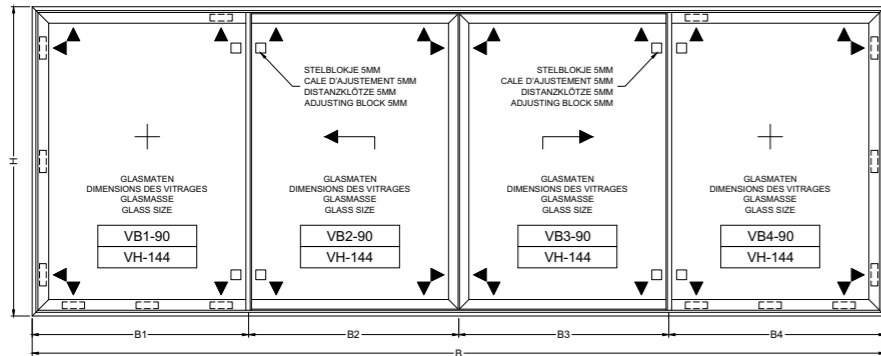 STELBLOKJE 5MM
CALE D'AJUSTEMENT 5MM
DISTANZKLÖTZE 5MM
ADJUSTING BLOCK 5MM
STELBLOKJE 5MM
CALE D'AJUSTEMENT 5MM
DISTANZKLÖTZE 5MM
ADJUSTING BLOCK 5MM
H
GLASMATEN
DIMENSIONS DES VITRAGES
GLASMASSE
GLASS SIZE
VB1-90
VH-144
GLASMATEN
DIMENSIONS DES VITRAGES
GLASMASSE
GLASS SIZE
VB2-90
VH-144
GLASMATEN
DIMENSIONS DES VITRAGES
GLASMASSE
GLASS SIZE
VB3-90
VH-144
GLASMATEN
DIMENSIONS DES VITRAGES
GLASMASSE
GLASS SIZE
VB4-90
VH-144
B1
B2
B3
B4
B